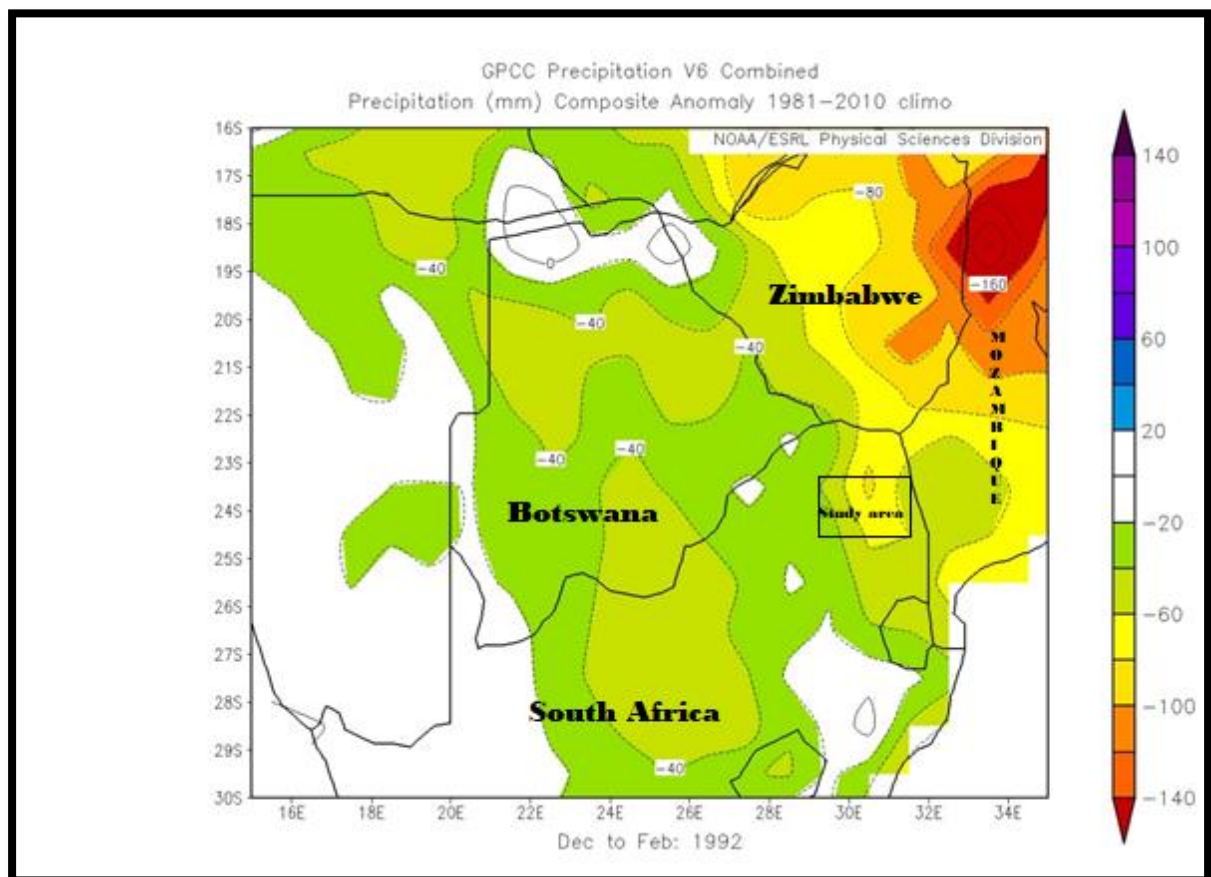 GPCC Precipitation V6 Combined
Precipitation (mm) Composite Anomaly 1981-2010 climo
NOAA/ESRL Physical Sciences Division
16S
17S
18S
19S
20S
21S
22S
23S
24S
25S
26S
27S
28S
29S
30S
-80
-40
0
-160
Zimbabwe
-40
-40
MOZAMBIQUE
-40
-40
Botswana
Study area
South Africa
-40
16E
18E
20E
22E
24E
26E
28E
30E
32E
34E
Dec to Feb: 1992
140
100
60
20
-20
-60
-100
-140